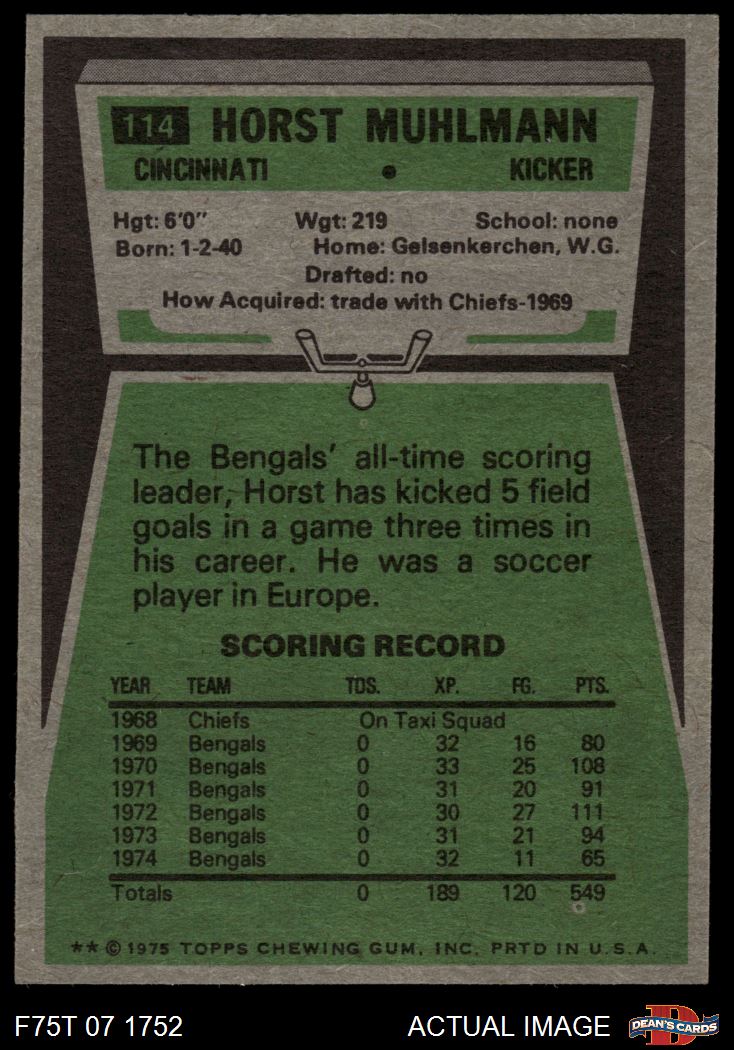 114 HORST MUHLMANN
CINCINNATI • KICKER
Hgt: 6'0" Wgt: 219 School: none
Born: 1-2-40 Home: Gelsenkerchen, W.G.
Drafted: no
How Acquired: trade with Chiefs-1969
The Bengals' all-time scoring
leader, Horst has kicked 5 field
goals in a game three times in
his career. He was a soccer
player in Europe.
SCORING RECORD
YEAR TEAM TDS. XP. FG. PTS.
1968 Chiefs On Taxi Squad
1969 Bengals 0 32 16 80
1970 Bengals 0 33 25 108
1971 Bengals 0 31 20 91
1972 Bengals 0 30 27 111
1973 Bengals 0 31 21 94
1974 Bengals 0 32 11 65
Totals 0 189 120 549
** © 1975 TOPPS CHEWING GUM, INC. PRTD IN U.S.A.
F75T 07 1752 ACTUAL IMAGE DEAN'S CARDS